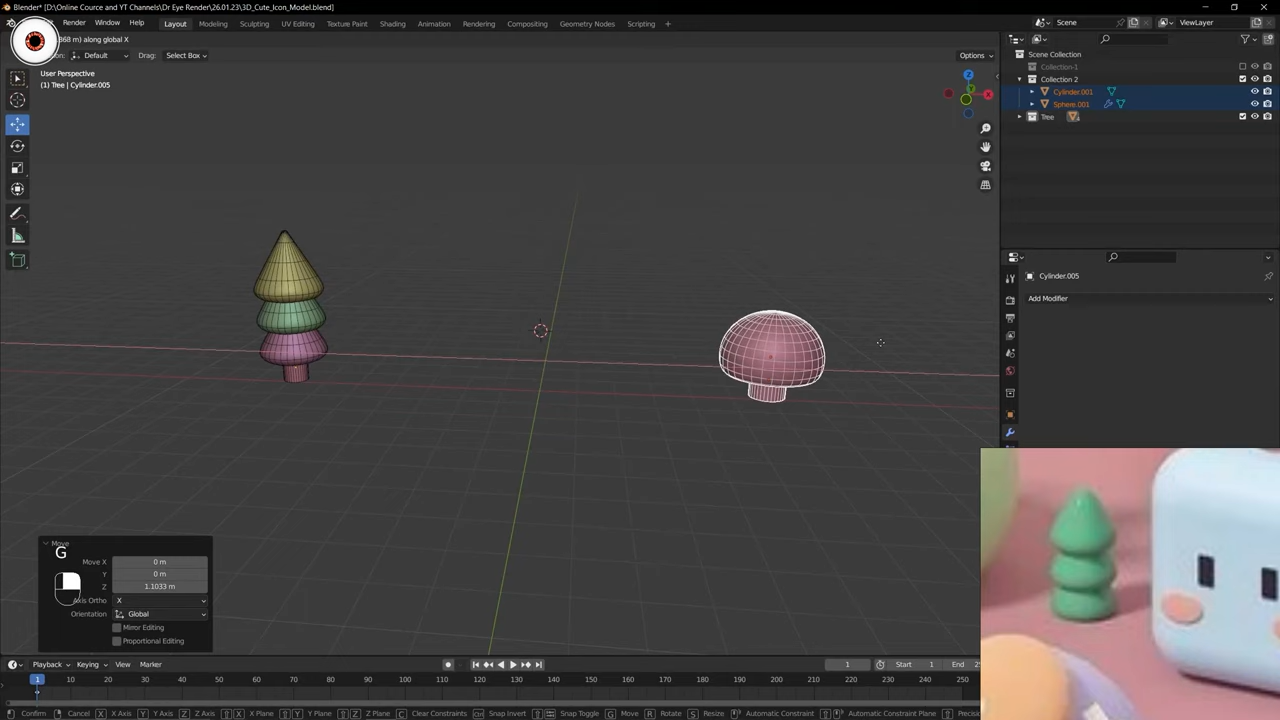 Blender* [D:\Online Cource and YT Channels\Dr Eye Render\26.01.23\3D_Cute_Icon_Model.blend]
Render Window Help Layout Modeling Sculpting UV Editing Texture Paint Shading Animation Rendering Compositing Geometry Nodes Scripting + Scene ViewLayer
868 m) along global X
Default Drag: Select Box Options
User Perspective
(1) Tree | Cylinder.005
Scene Collection
Collection-1
Collection 2
Cylinder.001
Sphere.001
Tree
Cylinder.005
Add Modifier
Move
G
Move X 0 m
Y 0 m
Z 1.1033 m
Axis Ortho X
Orientation Global
Mirror Editing
Proportional Editing
Playback Keying View Marker 1 Start 1 End
1 10 20 30 40 50 60 70 80 90 100 110 120 130 140 150 160 170 180 190 200 210 220 230 240 250
Confirm Cancel X X Axis Y Y Axis Z Z Axis X X Plane Y Y Plane Z Z Plane C Clear Constraints Snap Invert Snap Toggle G Move R Rotate S Resize Automatic Constraint Automatic Constraint Plane